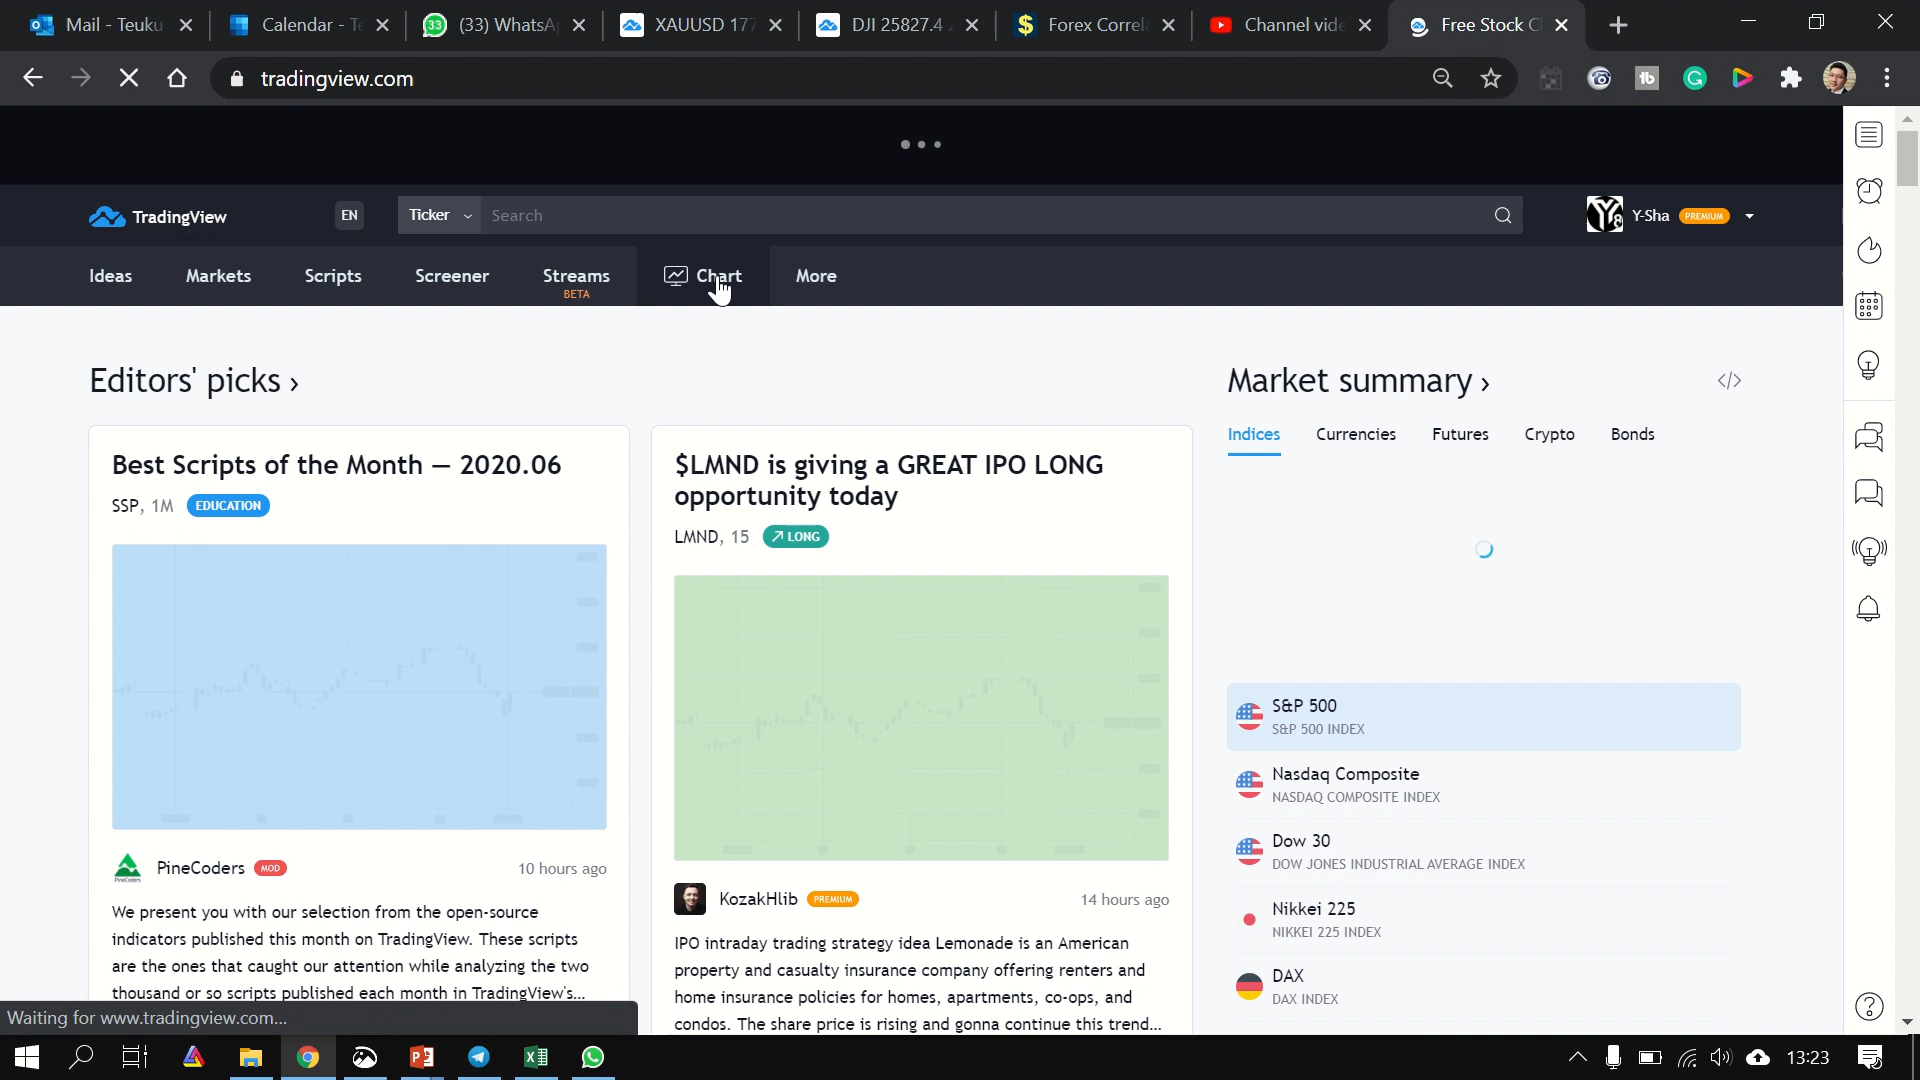 Mail - Teuku
Calendar - Te
(33) WhatsA
XAUUSD 177
DJI 25827.4
Forex Correl
Channel vide
Free Stock C
tradingview.com
TradingView
EN
Ticker
Search
Y-Sha
PREMIUM
Ideas
Markets
Scripts
Screener
Streams
BETA
Chart
More
Editors' picks ›
Market summary ›
</>
Best Scripts of the Month — 2020.06
SSP, 1M
EDUCATION
PineCoders
MOD
10 hours ago
We present you with our selection from the open-source
indicators published this month on TradingView. These scripts
are the ones that caught our attention while analyzing the two
thousand or so scripts published each month in TradingView's...
$LMND is giving a GREAT IPO LONG
opportunity today
LMND, 15
LONG
KozakHlib
PREMIUM
14 hours ago
IPO intraday trading strategy idea Lemonade is an American
property and casualty insurance company offering renters and
home insurance policies for homes, apartments, co-ops, and
condos. The share price is rising and gonna continue this trend...
Indices
Currencies
Futures
Crypto
Bonds
S&P 500
S&P 500 INDEX
Nasdaq Composite
NASDAQ COMPOSITE INDEX
Dow 30
DOW JONES INDUSTRIAL AVERAGE INDEX
Nikkei 225
NIKKEI 225 INDEX
DAX
DAX INDEX
Waiting for www.tradingview.com...
13:23